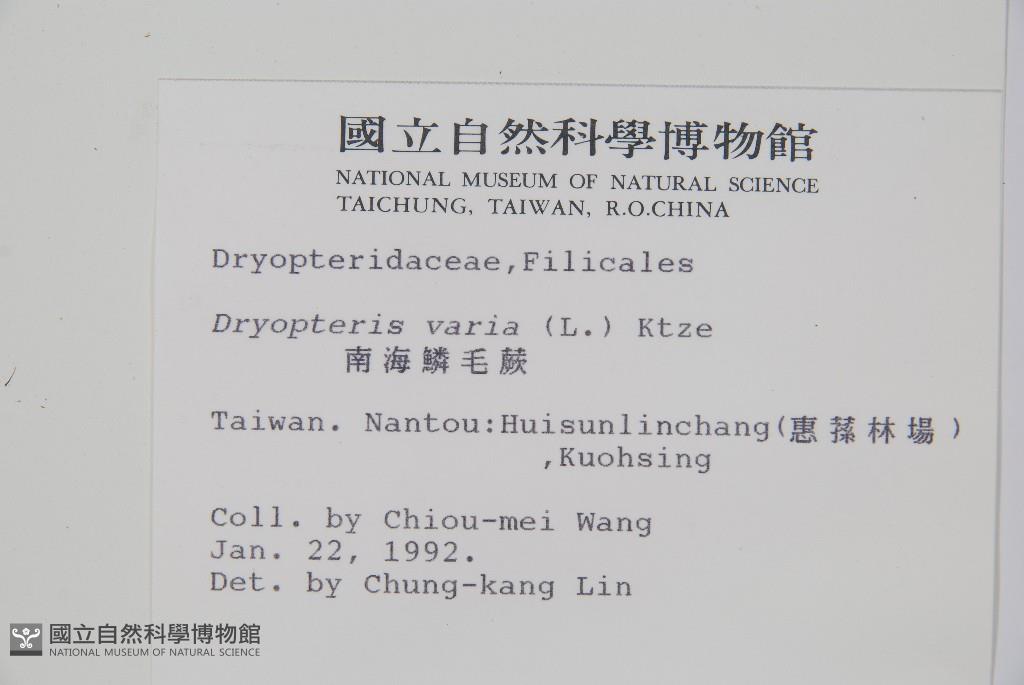 國立自然科學博物館
NATIONAL MUSEUM OF NATURAL SCIENCE
TAICHUNG, TAIWAN, R.O.CHINA
Dryopteridaceae,Filicales
Dryopteris varia (L.) Ktze
南海鱗毛蕨
Taiwan. Nantou:Huisunlinchang(惠蓀林場)
,Kuohsing
Coll. by Chiou-mei Wang
Jan. 22, 1992.
Det. by Chung-kang Lin
國立自然科學博物館
NATIONAL MUSEUM OF NATURAL SCIENCE